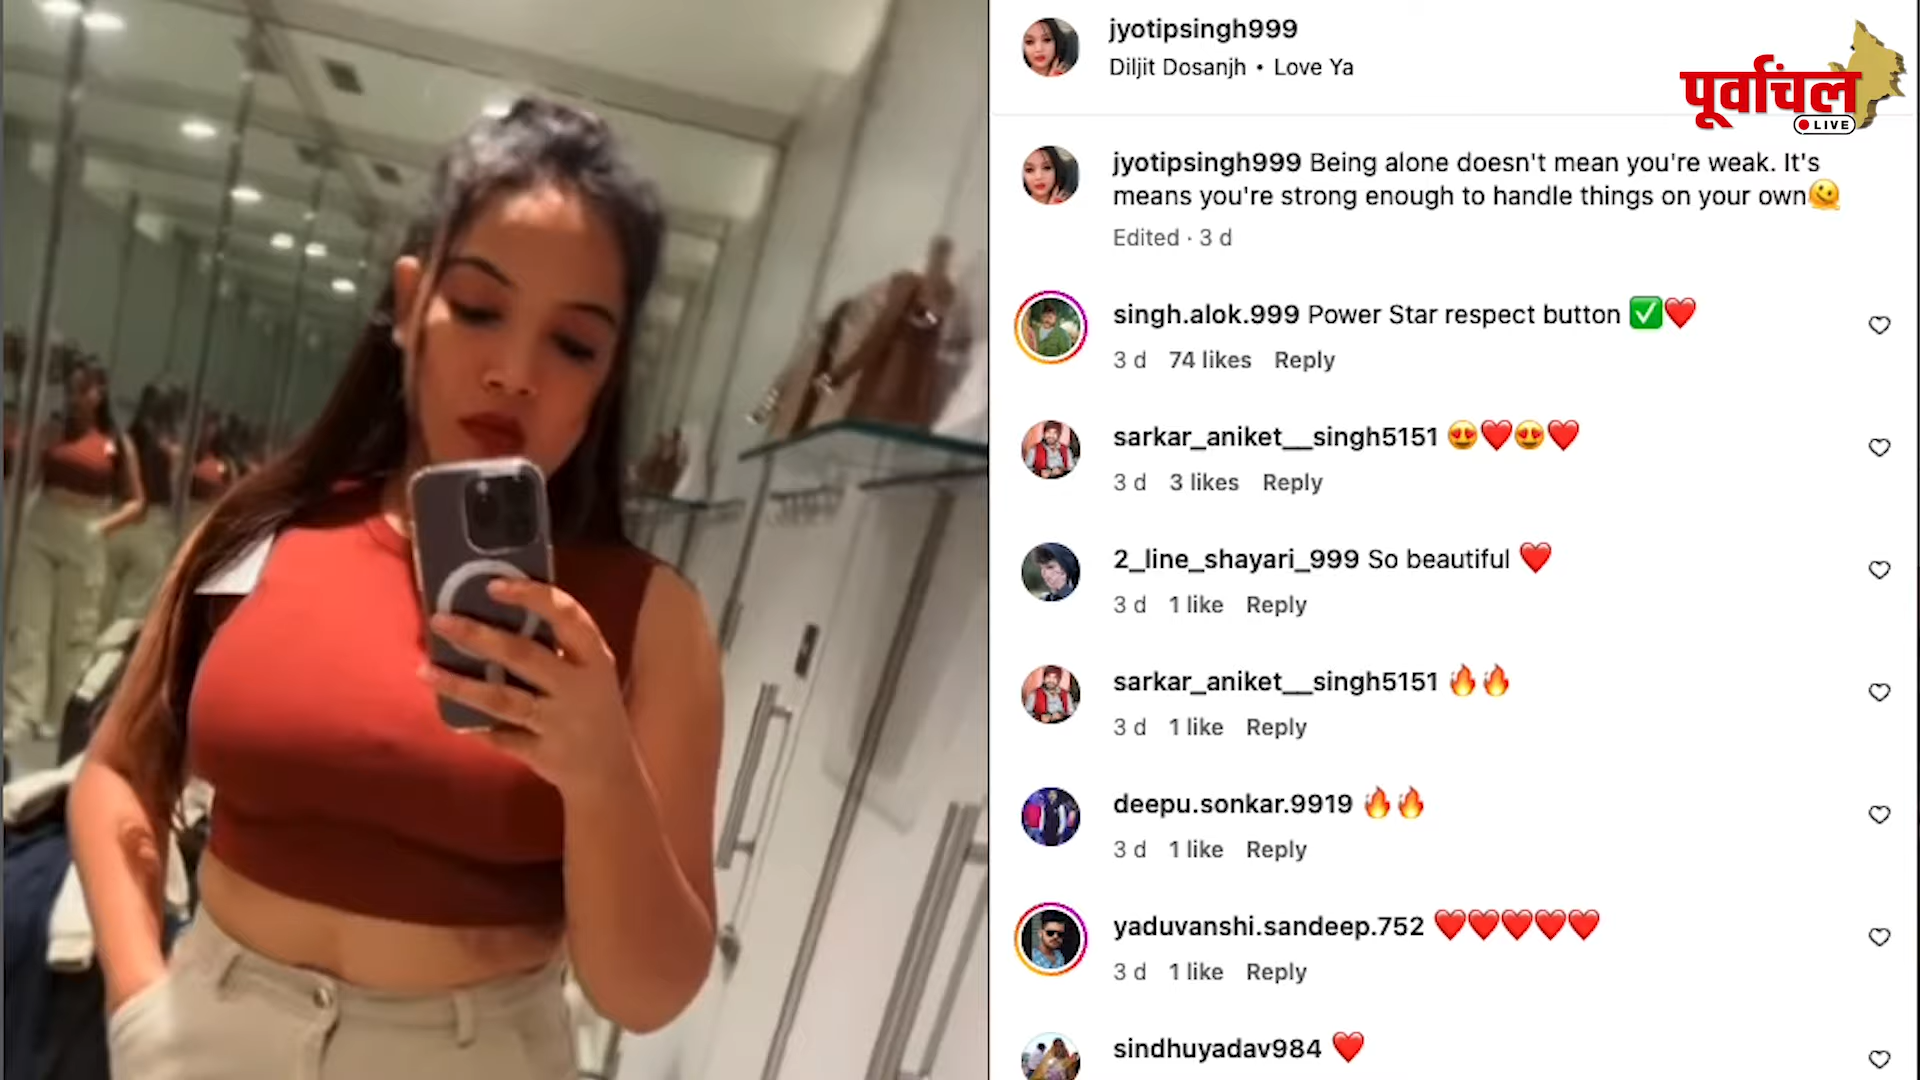 jyotipsingh999
Diljit Dosanjh • Love Ya
पूर्वांचल
LIVE
jyotipsingh999 Being alone doesn't mean you're weak. It's
means you're strong enough to handle things on your own🫠
Edited · 3 d
singh.alok.999 Power Star respect button ✅❤️
3 d 74 likes Reply
sarkar_aniket__singh5151 😍❤️😍❤️
3 d 3 likes Reply
2_line_shayari_999 So beautiful ❤️
3 d 1 like Reply
sarkar_aniket__singh5151 🔥🔥
3 d 1 like Reply
deepu.sonkar.9919 🔥🔥
3 d 1 like Reply
yaduvanshi.sandeep.752 ❤️❤️❤️❤️❤️
3 d 1 like Reply
sindhuyadav984 ❤️